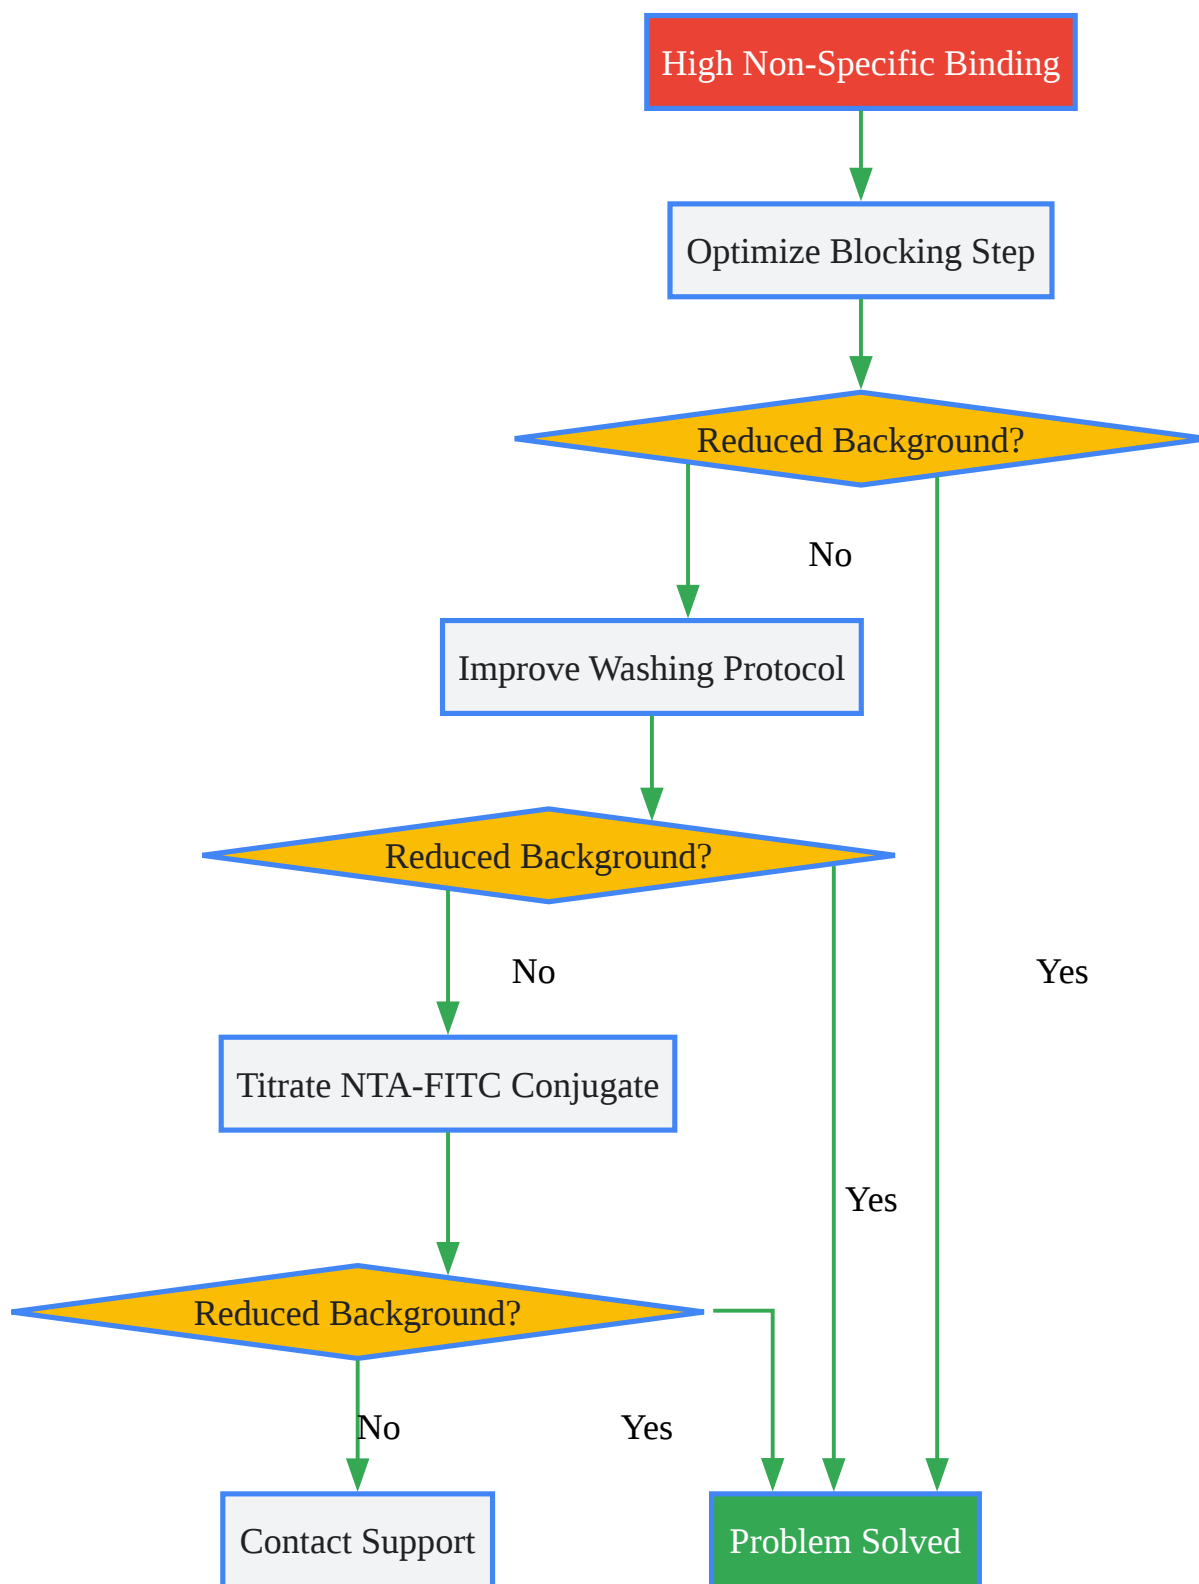 High Non-Specific Binding
Optimize Blocking Step
Reduced Background?
No
Improve Washing Protocol
Reduced Background?
No
Yes
Titrate NTA-FITC Conjugate
Yes
Reduced Background?
No
Yes
Contact Support
Problem Solved